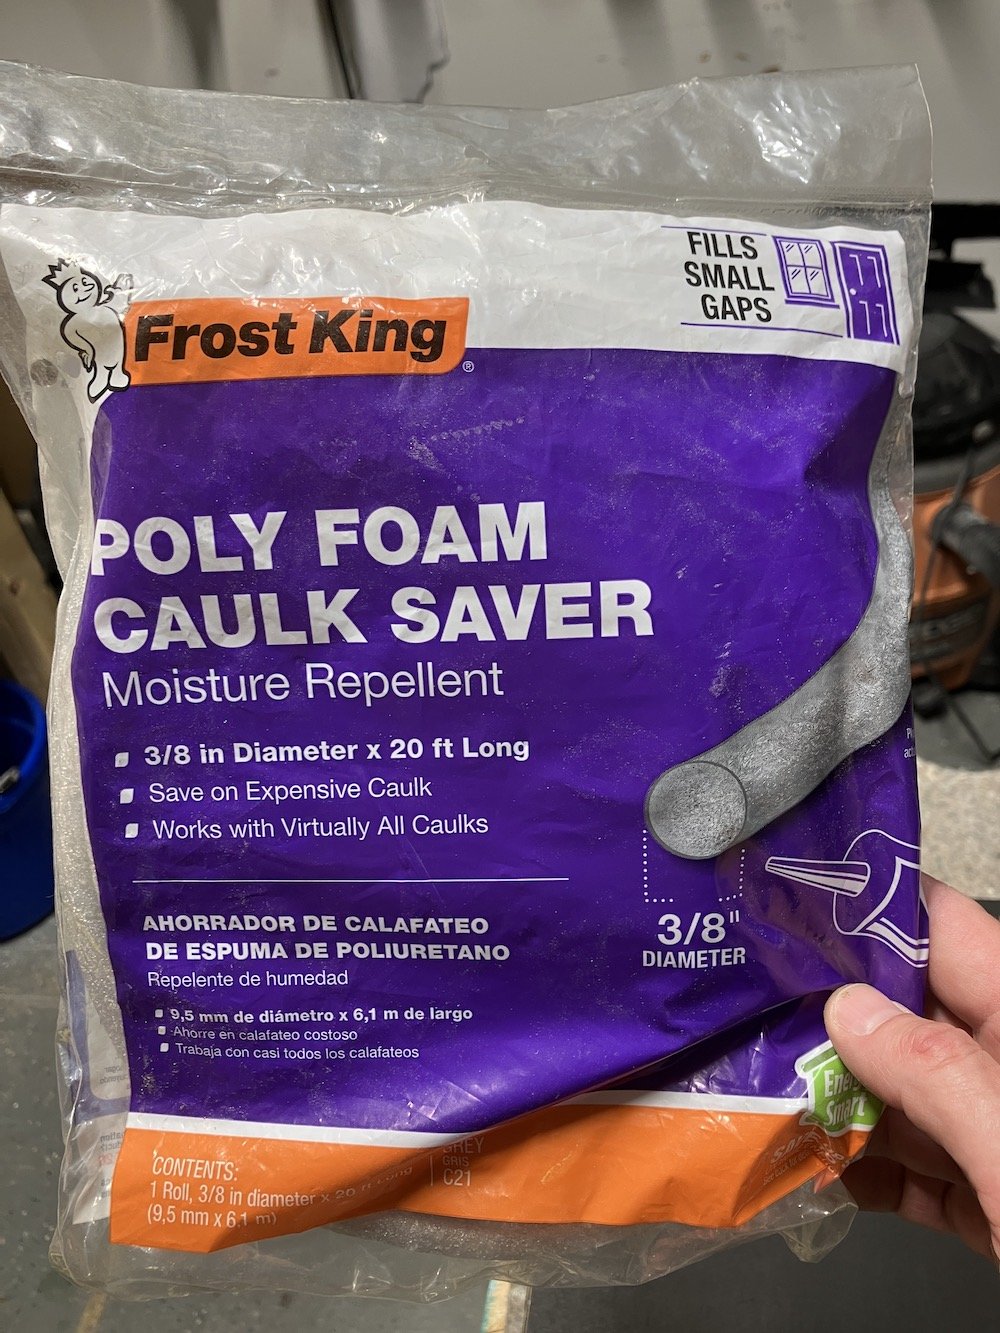 FILLS
SMALL
GAPS
Frost King
®
POLY FOAM
CAULK SAVER
Moisture Repellent
3/8 in Diameter x 20 ft Long
Save on Expensive Caulk
Works with Virtually All Caulks
3/8"
DIAMETER
AHORRADOR DE CALAFATEO
DE ESPUMA DE POLIURETANO
Repelente de humedad
9,5 mm de diámetro x 6,1 m de largo
Ahorre en calafateo costoso
Trabaja con casi todos los calafateos
Smart
CONTENTS:
1 Roll, 3/8 in diameter x 20 ft Long
(9,5 mm x 6,1 m)
GREY
GRIS
C21